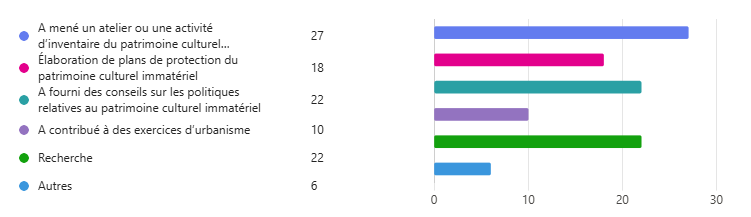 A mené un atelier ou une activité
d’inventaire du patrimoine culturel...
27
Élaboration de plans de protection du
patrimoine culturel immatériel
18
A fourni des conseils sur les politiques
relatives au patrimoine culturel immatériel
22
A contribué à des exercices d’urbanisme
10
Recherche
22
Autres
6
0
10
20
30